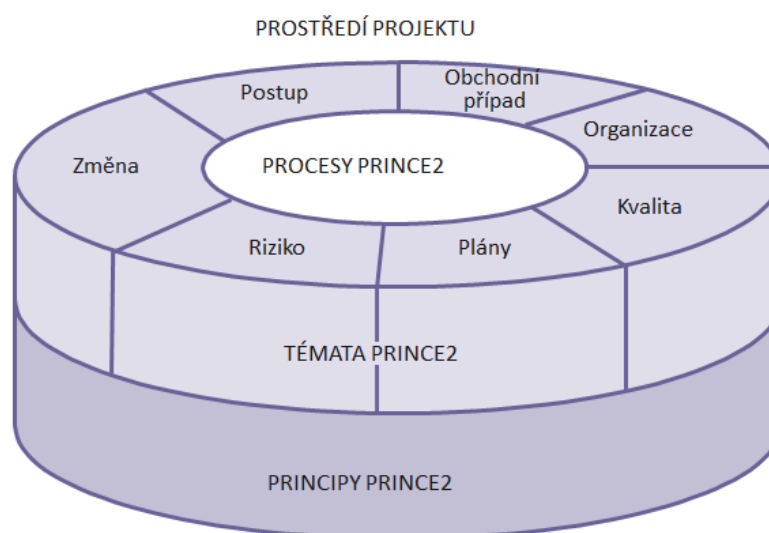 PROSTŘEDÍ PROJEKTU
Postup
Obchodní
případ
Organizace
Změna
PROCESY PRINCE2
Kvalita
Riziko
Plány
TÉMATA PRINCE2
PRINCIPY PRINCE2